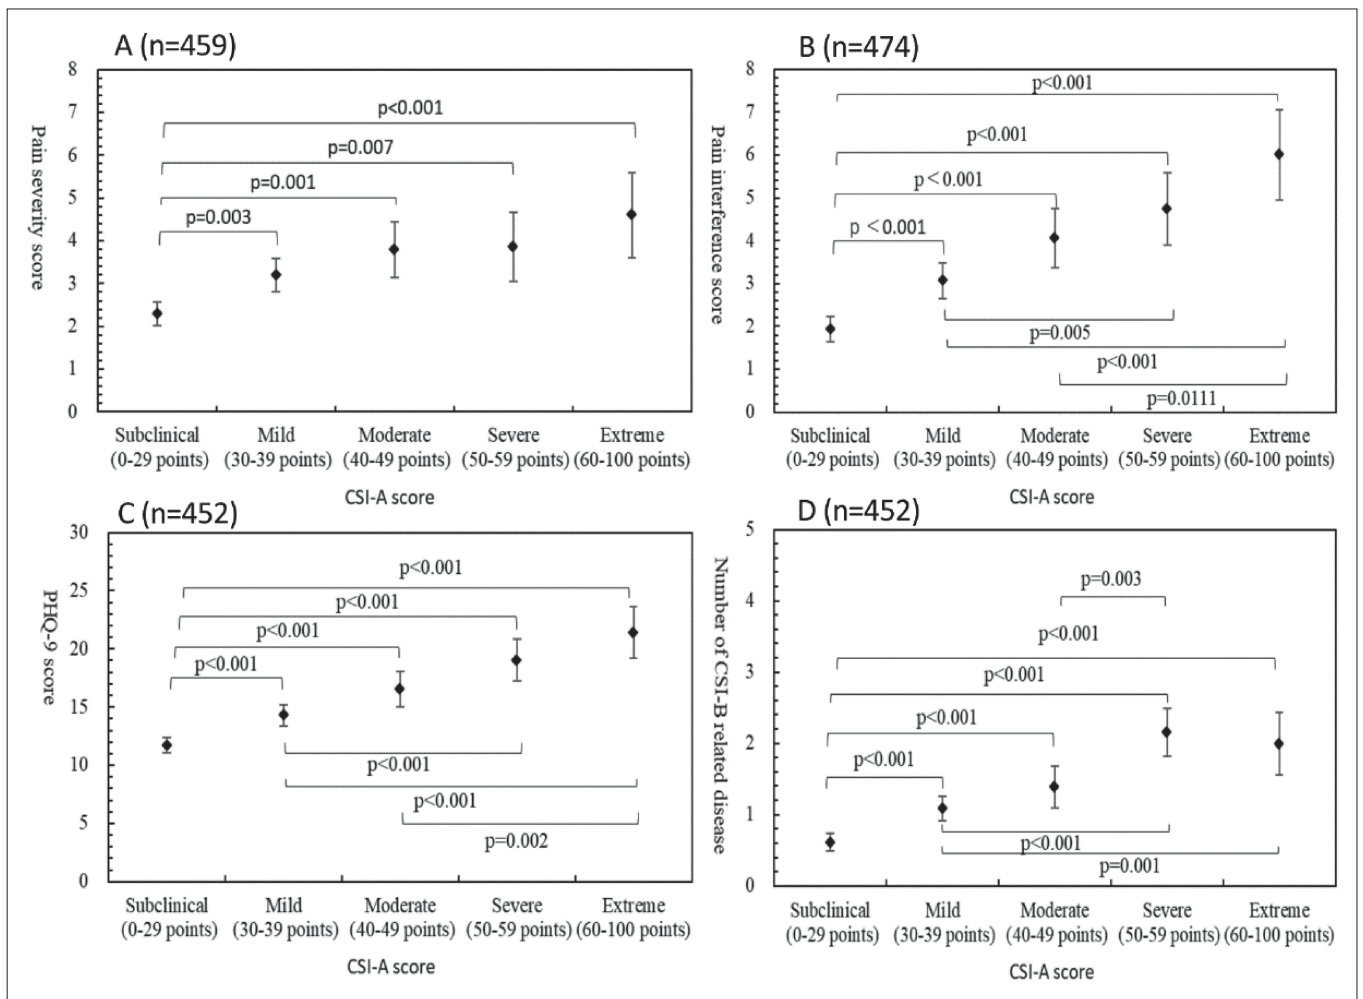 A (n=459)
8
7
6
5
4
3
2
1
0
Pain severity score
p<0.001
p=0.007
p=0.001
p=0.003
Subclinical Mild Moderate Severe Extreme
(0-29 points) (30-39 points) (40-49 points) (50-59 points) (60-100 points)
CSI-A score
B (n=474)
8
7
6
5
4
3
2
1
0
Pain interference score
p<0.001
p<0.001
p<0.001
p<0.001
p=0.005
p<0.001
p=0.0111
Subclinical Mild Moderate Severe Extreme
(0-29 points) (30-39 points) (40-49 points) (50-59 points) (60-100 points)
CSI-A score
C (n=452)
30
25
20
15
10
5
0
PHQ-9 score
p<0.001
p<0.001
p<0.001
p<0.001
p<0.001
p<0.001
p=0.002
Subclinical Mild Moderate Severe Extreme
(0-29 points) (30-39 points) (40-49 points) (50-59 points) (60-100 points)
CSI-A score
D (n=452)
5
4
3
2
1
0
Number of CSI-B related disease
p=0.003
p<0.001
p<0.001
p<0.001
p<0.001
p<0.001
p=0.001
Subclinical Mild Moderate Severe Extreme
(0-29 points) (30-39 points) (40-49 points) (50-59 points) (60-100 points)
CSI-A score